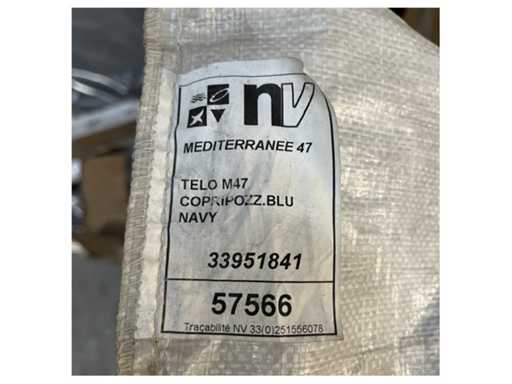 nv
MEDITERRANEE 47
TELO M47
COPRIPOZZ.BLU
NAVY
33951841
57566
Traçabilité NV 33(0)251556078